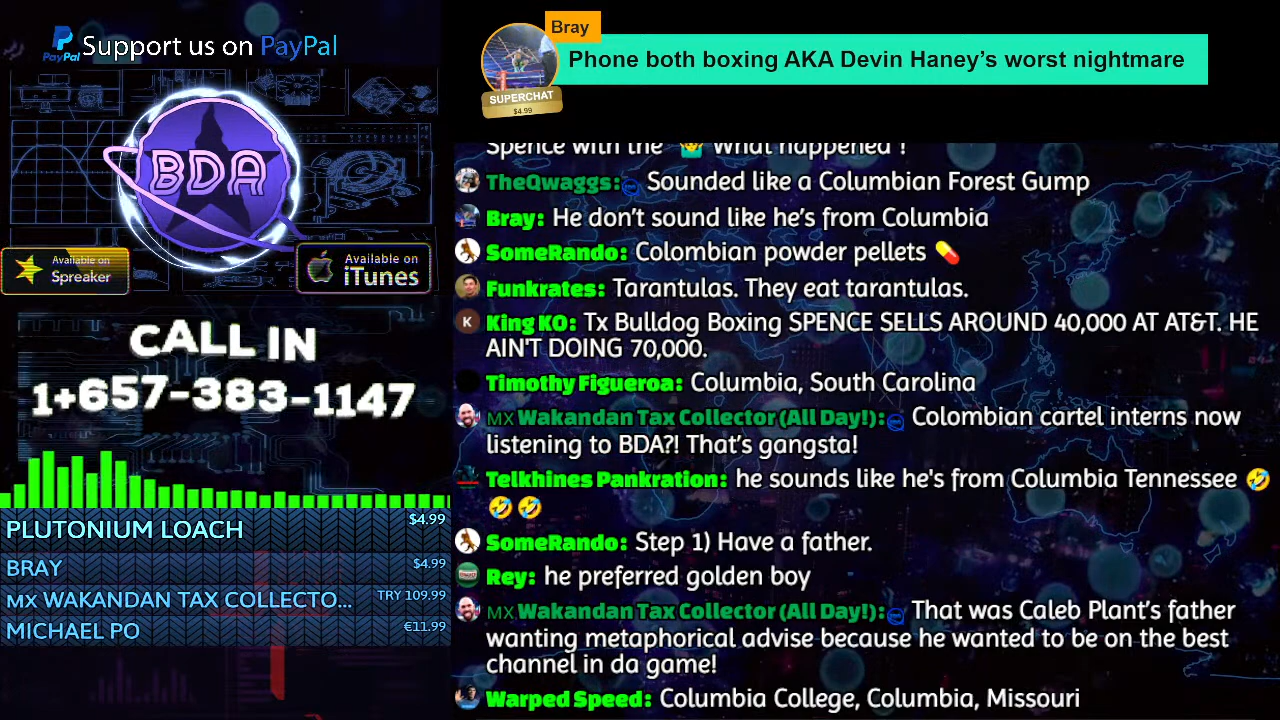 PayPal
Support us on PayPal
BDA
Available on
Spreaker
Available on
iTunes
CALL IN
1+657-383-1147
PLUTONIUM LOACH $4.99
BRAY $4.99
MX WAKANDAN TAX COLLECTO... TRY 109.99
MICHAEL PO €11.99
Bray
Phone both boxing AKA Devin Haney’s worst nightmare
SUPERCHAT
$4.99
Spence with the 🤷 What happened !
TheQwaggs: Sounded like a Columbian Forest Gump
Bray: He don’t sound like he’s from Columbia
SomeRando: Colombian powder pellets 💊
Funkrates: Tarantulas. They eat tarantulas.
K King KO: Tx Bulldog Boxing SPENCE SELLS AROUND 40,000 AT AT&T. HE
AIN'T DOING 70,000.
Timothy Figueroa: Columbia, South Carolina
MX Wakandan Tax Collector (All Day!): Colombian cartel interns now
listening to BDA?! That’s gangsta!
Telkhines Pankration: he sounds like he's from Columbia Tennessee 🤣
🤣🤣
SomeRando: Step 1) Have a father.
Rey: he preferred golden boy
MX Wakandan Tax Collector (All Day!): That was Caleb Plant’s father
wanting metaphorical advise because he wanted to be on the best
channel in da game!
Warped Speed: Columbia College, Columbia, Missouri